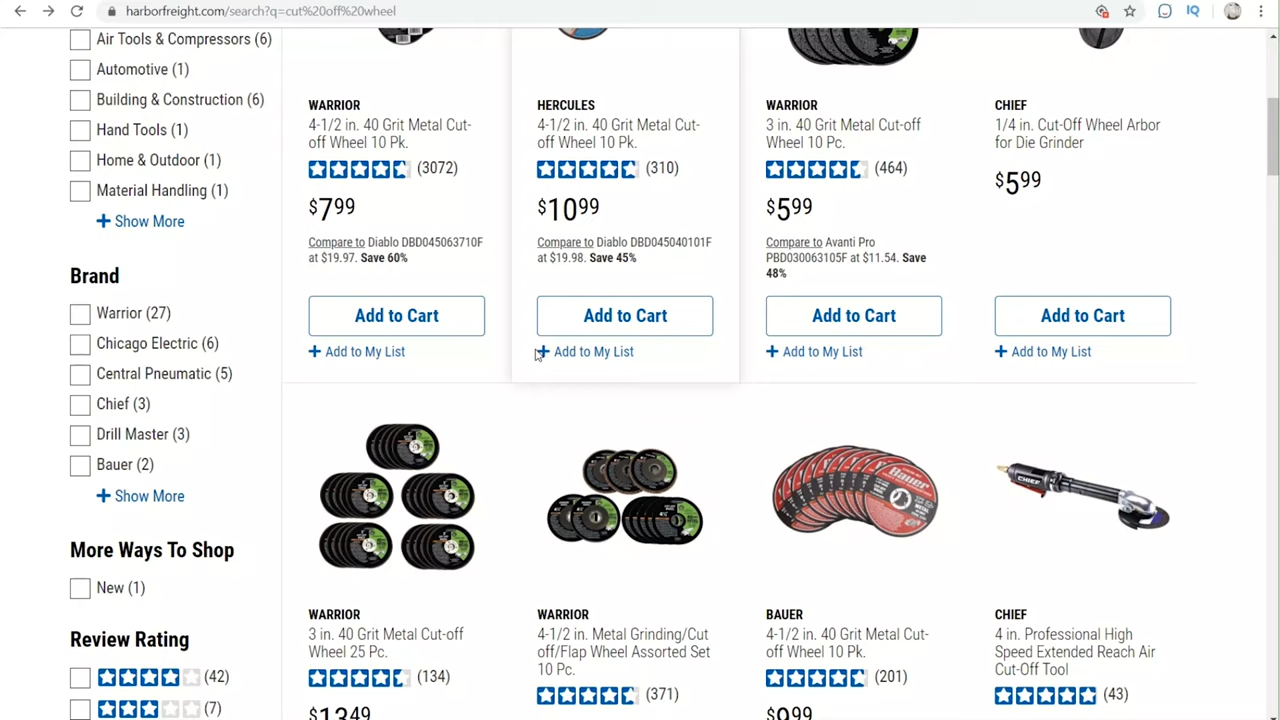 harborfreight.com/search?q=cut%20off%20wheel
Air Tools & Compressors (6)
Automotive (1)
Building & Construction (6)
Hand Tools (1)
Home & Outdoor (1)
Material Handling (1)
Show More
Brand
Warrior (27)
Chicago Electric (6)
Central Pneumatic (5)
Chief (3)
Drill Master (3)
Bauer (2)
Show More
More Ways To Shop
New (1)
Review Rating
(42)
(7)
WARRIOR
4-1/2 in. 40 Grit Metal Cut-
off Wheel 10 Pk.
(3072)
$799
Compare to Diablo DBD045063710F
at $19.97. Save 60%
Add to Cart
Add to My List
HERCULES
4-1/2 in. 40 Grit Metal Cut-
off Wheel 10 Pk.
(310)
$1099
Compare to Diablo DBD045040101F
at $19.98. Save 45%
Add to Cart
Add to My List
WARRIOR
3 in. 40 Grit Metal Cut-off
Wheel 10 Pc.
(464)
$599
Compare to Avanti Pro
PBD030063105F at $11.54. Save
48%
Add to Cart
Add to My List
CHIEF
1/4 in. Cut-Off Wheel Arbor
for Die Grinder
$599
Add to Cart
Add to My List
WARRIOR
3 in. 40 Grit Metal Cut-off
Wheel 25 Pc.
(134)
$1349
WARRIOR
4-1/2 in. Metal Grinding/Cut
off/Flap Wheel Assorted Set
10 Pc.
(371)
Bauer
BAUER
4-1/2 in. 40 Grit Metal Cut-
off Wheel 10 Pk.
(201)
$999
CHIEF
CHIEF
4 in. Professional High
Speed Extended Reach Air
Cut-Off Tool
(43)